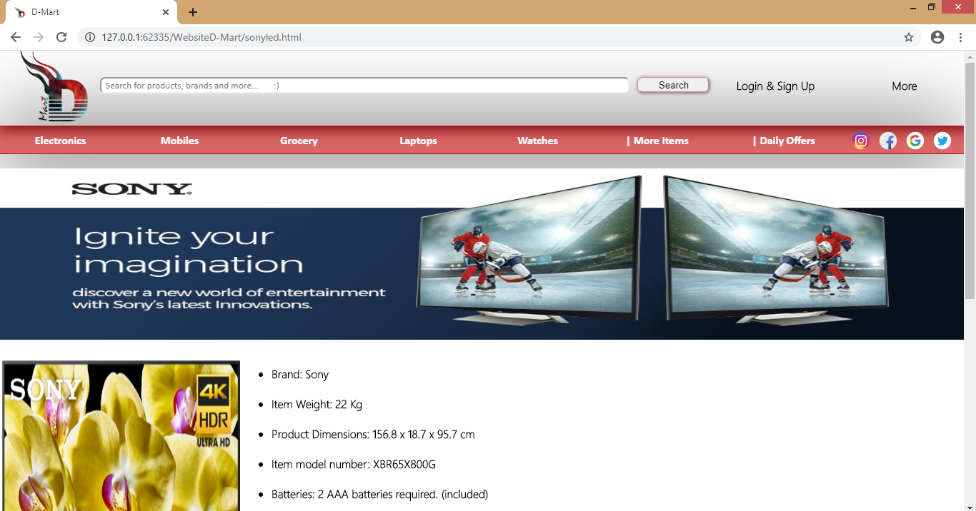 D-Mart
127.0.0.1:62335/WebsiteD-Mart/sonyled.html
D
Mart
Search for products, brands and more... :)
Search
Login & Sign Up
More
Electronics
Mobiles
Grocery
Laptops
Watches
| More Items
| Daily Offers
SONY.
Ignite your
imagination
discover a new world of entertainment
with Sony's latest Innovations.
SONY
4K
HDR
ULTRA HD
• Brand: Sony
• Item Weight: 22 Kg
• Product Dimensions: 156.8 x 18.7 x 95.7 cm
• Item model number: XBR65X800G
• Batteries: 2 AAA batteries required. (included)